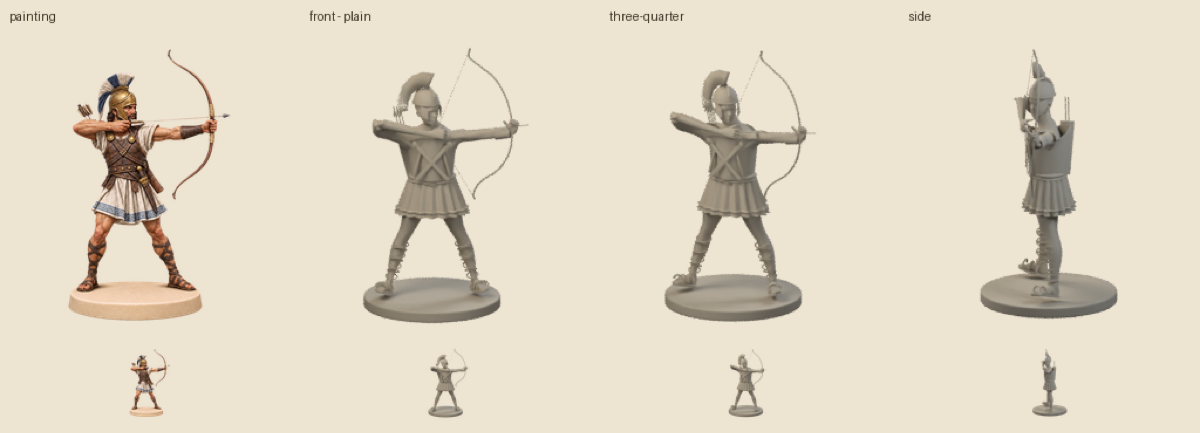 painting
front - plain
three-quarter
side